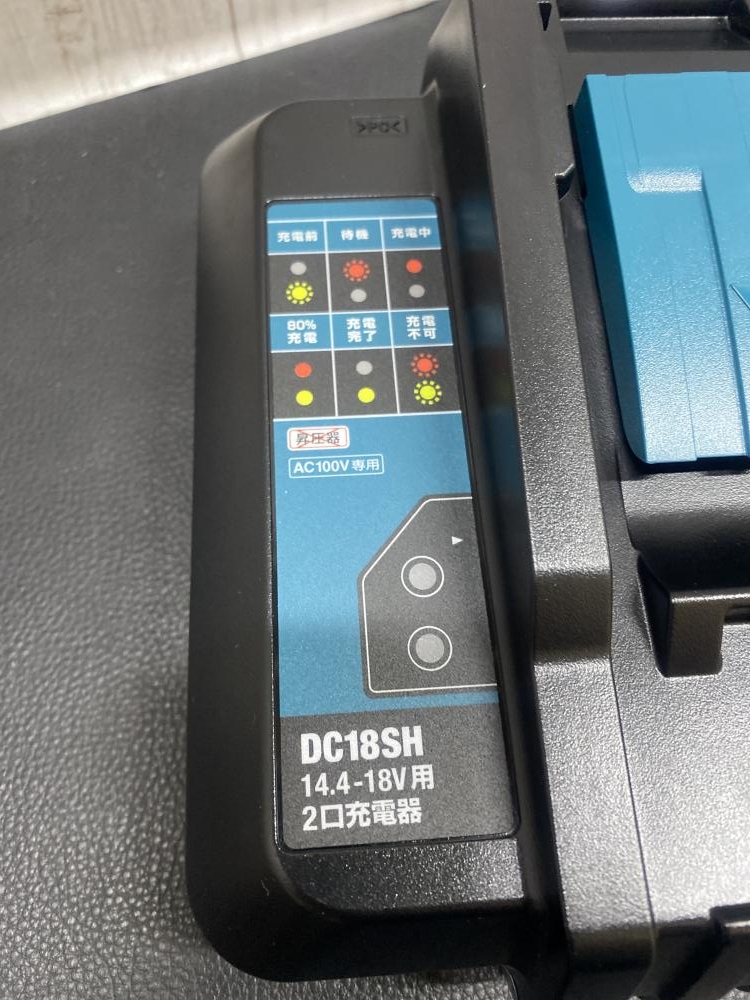 >PC<
充電前 待機 充電中
80%
充電 充電
完了 充電
不可
昇圧器
AC100V専用
DC18SH
14.4-18V用
2口充電器